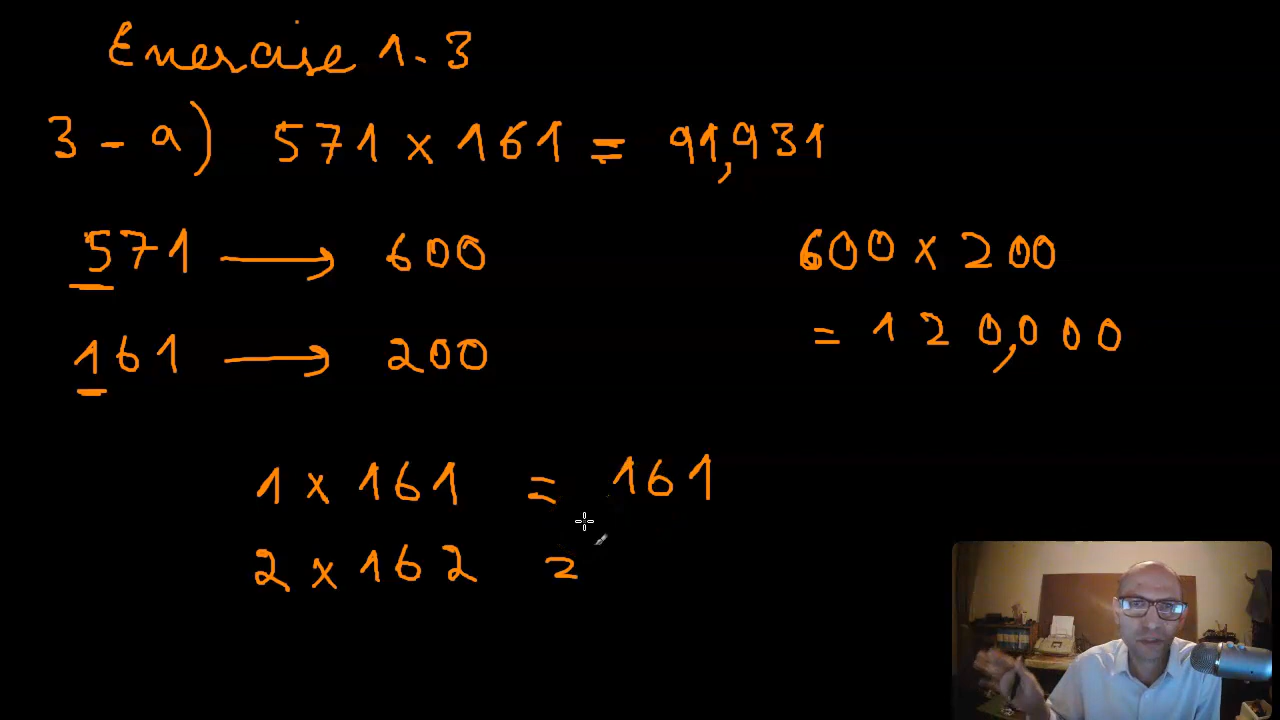 Exercise 1.3
3 - a) 571 x 161 = 91,931
571 → 600
161 → 200
600 x 200
= 120,000
1 x 161 = 161
2 x 162 =